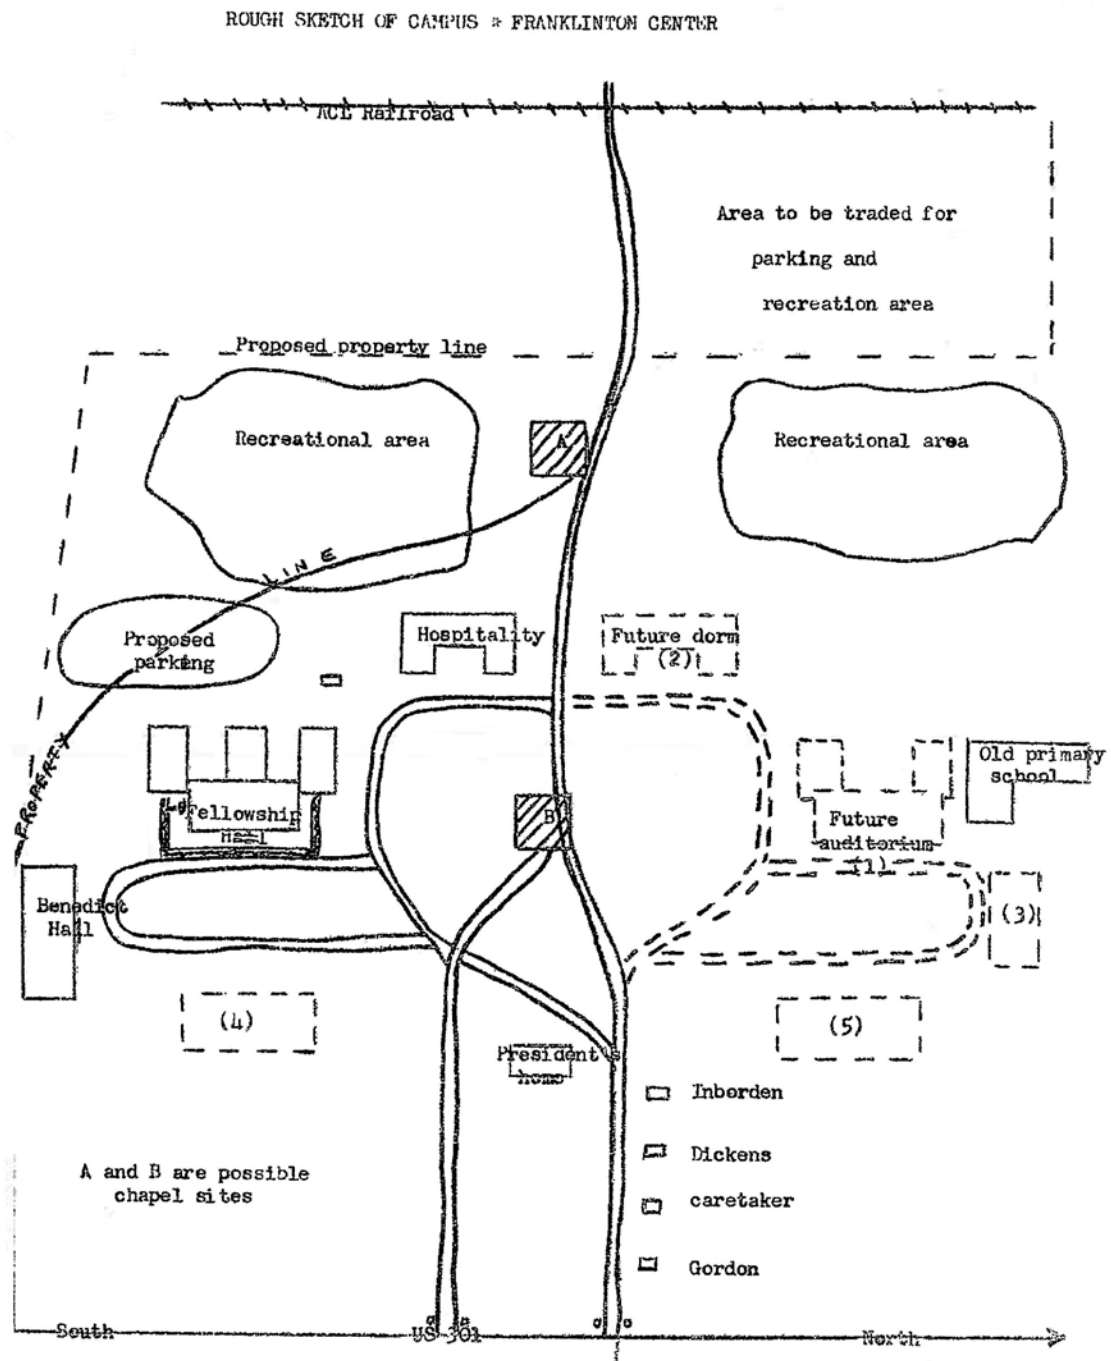 ROUGH SKETCH OF CAMPUS * FRANKLINTON CENTER
ACL Railroad
Area to be traded for
parking and
recreation area
Proposed property line
Recreational area
A
Recreational area
LINE
Proposed
parking
Hospitality
Future dorm
(2)
PROPERTY
Fellowship
Hall
B
Future
auditorium
(1)
Old primary
school
Benedict
Hall
(3)
(4)
(5)
President's
home
Inborden
Dickens
caretaker
Gordon
A and B are possible
chapel sites
South
US 301
North